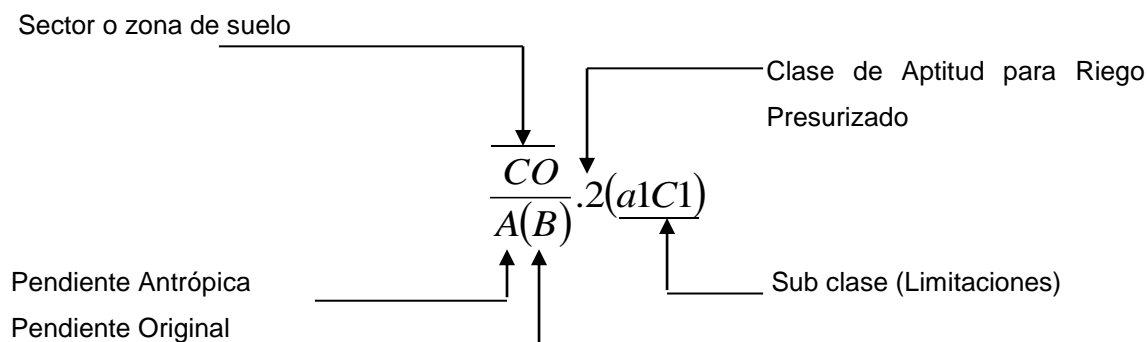 Sector o zona de suelo
Clase de Aptitud para Riego
Presurizado
CO
A(B)
.2(a1C1)
Pendiente Antrópica
Pendiente Original
Sub clase (Limitaciones)